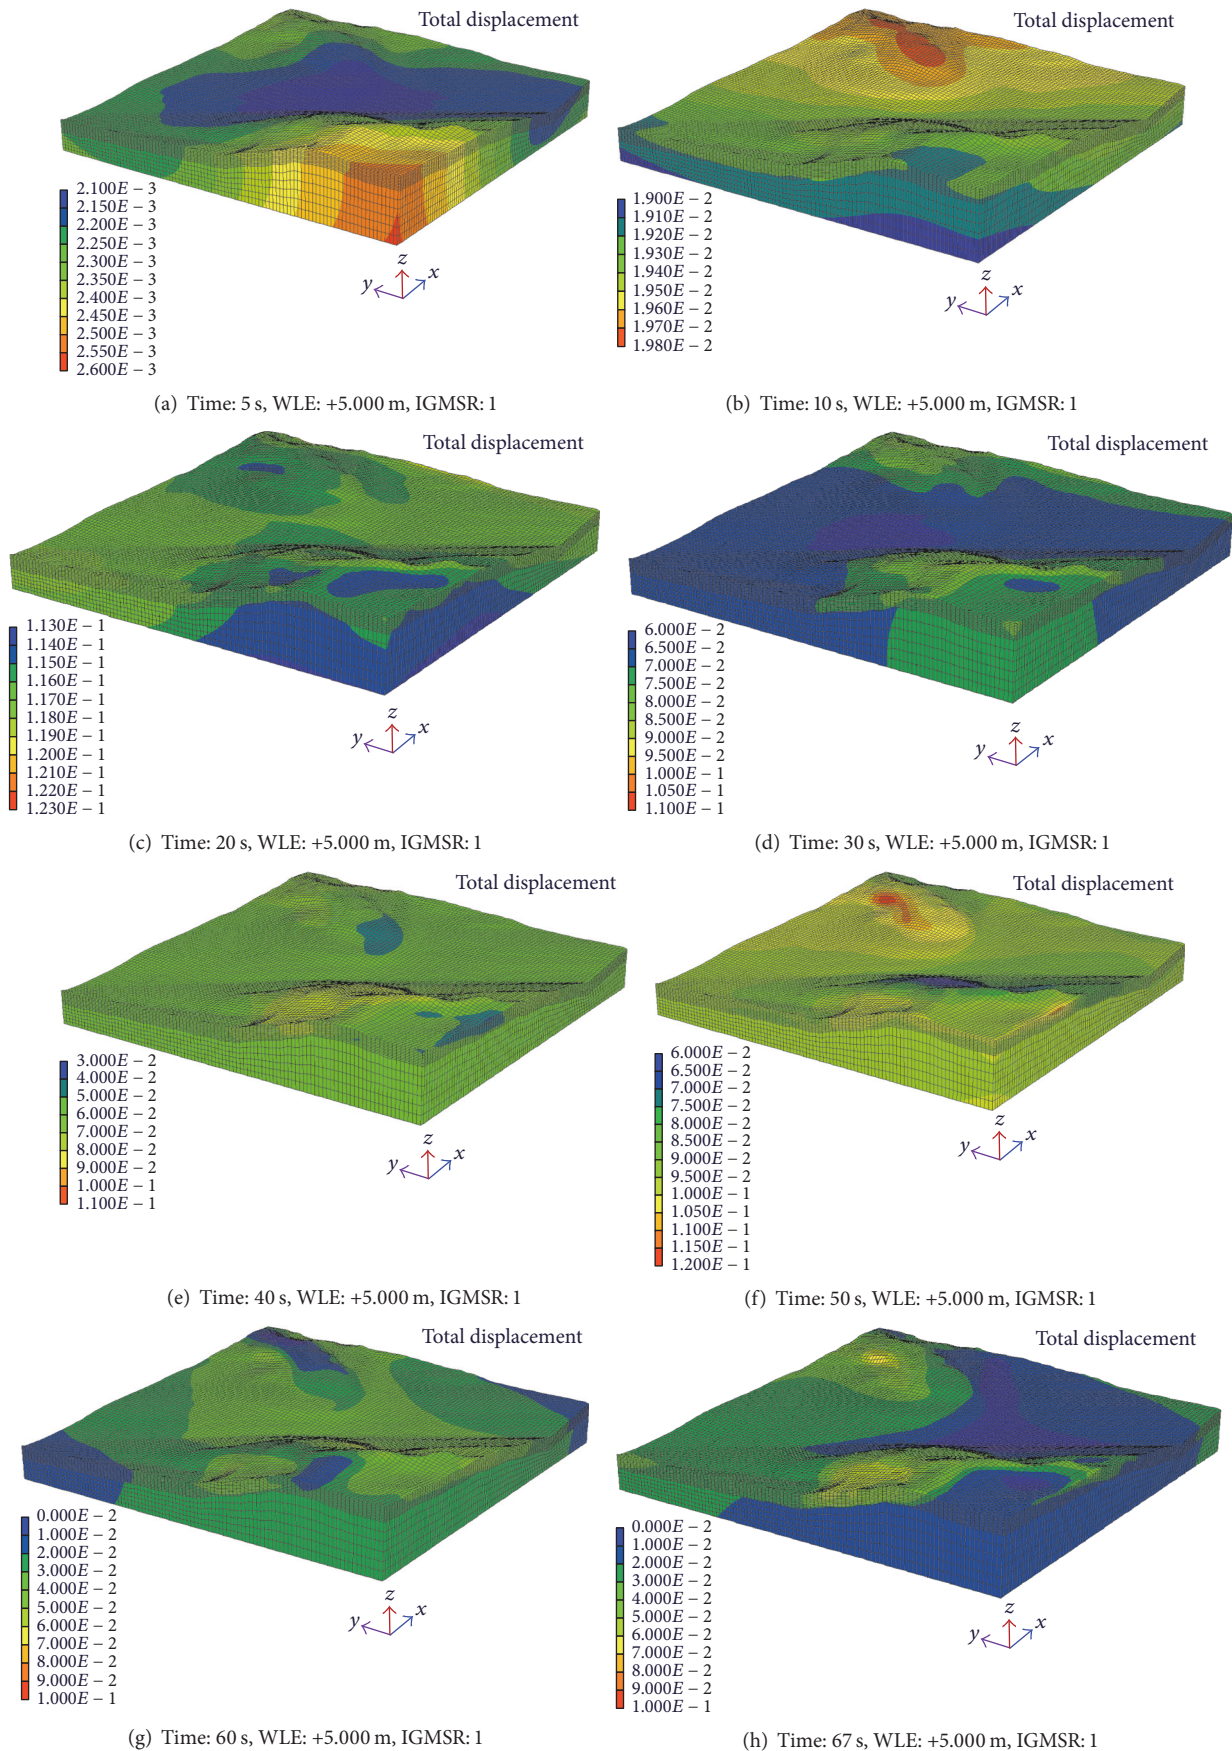 Total displacement
2.100E – 3
2.150E – 3
2.200E – 3
2.250E – 3
2.300E – 3
2.350E – 3
2.400E – 3
2.450E – 3
2.500E – 3
2.550E – 3
2.600E – 3
z
y
x
(a) Time: 5 s, WLE: +5.000 m, IGMSR: 1
Total displacement
1.900E – 2
1.910E – 2
1.920E – 2
1.930E – 2
1.940E – 2
1.950E – 2
1.960E – 2
1.970E – 2
1.980E – 2
z
y
x
(b) Time: 10 s, WLE: +5.000 m, IGMSR: 1
Total displacement
1.130E – 1
1.140E – 1
1.150E – 1
1.160E – 1
1.170E – 1
1.180E – 1
1.190E – 1
1.200E – 1
1.210E – 1
1.220E – 1
1.230E – 1
z
y
x
(c) Time: 20 s, WLE: +5.000 m, IGMSR: 1
Total displacement
6.000E – 2
6.500E – 2
7.000E – 2
7.500E – 2
8.000E – 2
8.500E – 2
9.000E – 2
9.500E – 2
1.000E – 1
1.050E – 1
1.100E – 1
z
y
x
(d) Time: 30 s, WLE: +5.000 m, IGMSR: 1
Total displacement
3.000E – 2
4.000E – 2
5.000E – 2
6.000E – 2
7.000E – 2
8.000E – 2
9.000E – 2
1.000E – 1
1.100E – 1
z
y
x
(e) Time: 40 s, WLE: +5.000 m, IGMSR: 1
Total displacement
6.000E – 2
6.500E – 2
7.000E – 2
7.500E – 2
8.000E – 2
8.500E – 2
9.000E – 2
9.500E – 2
1.000E – 1
1.050E – 1
1.100E – 1
1.150E – 1
1.200E – 1
z
y
x
(f) Time: 50 s, WLE: +5.000 m, IGMSR: 1
Total displacement
0.000E – 2
1.000E – 2
2.000E – 2
3.000E – 2
4.000E – 2
5.000E – 2
6.000E – 2
7.000E – 2
8.000E – 2
9.000E – 2
1.000E – 1
z
y
x
(g) Time: 60 s, WLE: +5.000 m, IGMSR: 1
Total displacement
0.000E – 2
1.000E – 2
2.000E – 2
3.000E – 2
4.000E – 2
5.000E – 2
6.000E – 2
7.000E – 2
8.000E – 2
9.000E – 2
1.000E – 1
z
y
x
(h) Time: 67 s, WLE: +5.000 m, IGMSR: 1